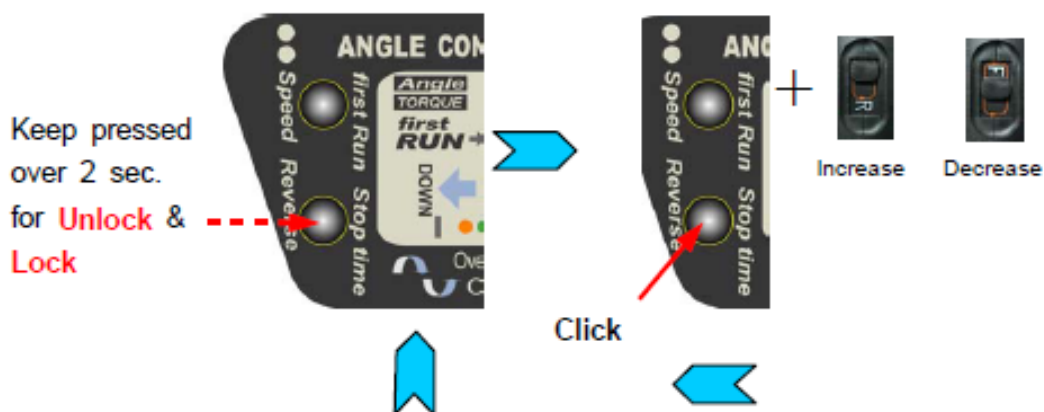 Keep pressed
over 2 sec.
for Unlock &
Lock
ANGLE COM
Speed
first Run
Angle
TORQUE
first
RUN
DOWN
Reverse
Stop time
Ove
C
ANG
Speed
first Run
Reverse
Stop time
Click
+
R
Increase
F
Decrease